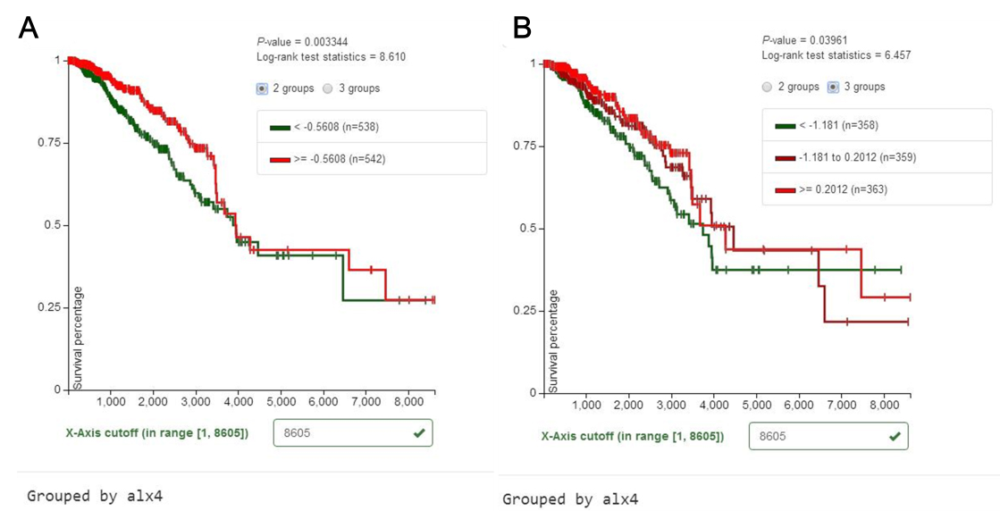 A
P-value = 0.003344
Log-rank test statistics = 8.610
2 groups 3 groups
< -0.5608 (n=538)
>= -0.5608 (n=542)
1
0.75
0.5
0.25
0
Survival percentage
1,000 2,000 3,000 4,000 5,000 6,000 7,000 8,000
X-Axis cutoff (in range [1, 8605]) 8605
Grouped by alx4
B
P-value = 0.03961
Log-rank test statistics = 6.457
2 groups 3 groups
< -1.181 (n=358)
-1.181 to 0.2012 (n=359)
>= 0.2012 (n=363)
1
0.75
0.5
0.25
0
Survival percentage
1,000 2,000 3,000 4,000 5,000 6,000 7,000 8,000
X-Axis cutoff (in range [1, 8605]) 8605
Grouped by alx4